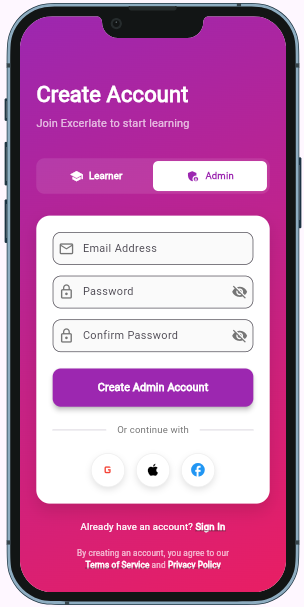 Create Account
Join Excerlate to start learning
Learner
Admin
Email Address
Password
Confirm Password
Create Admin Account
Or continue with
G
Already have an account? Sign In
By creating an account, you agree to our
Terms of Service and Privacy Policy